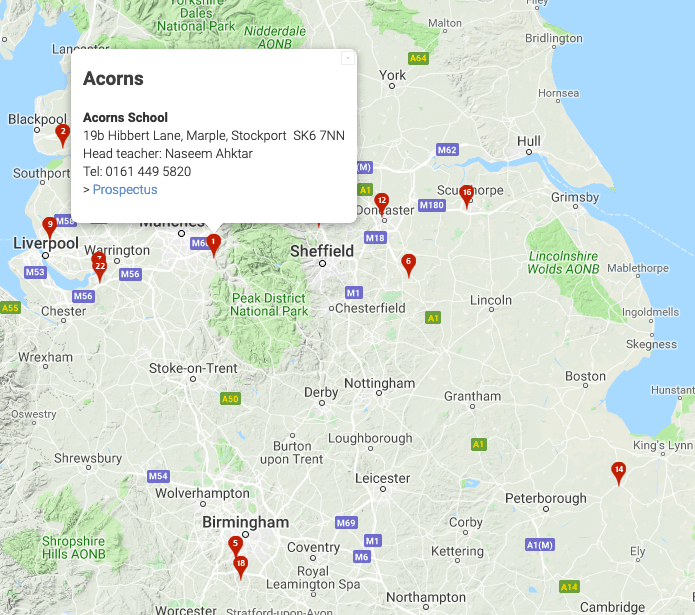 Yorkshire
Dales
National Park
Filey
Malton
Nidderdale
AONB
Bridlington
Lancaster
A64
York
Hornsea
Acorns
Acorns School
19b Hibbert Lane, Marple, Stockport  SK6 7NN
Head teacher: Naseem Ahktar
Tel: 0161 449 5820
> Prospectus
Blackpool
2
Hull
M62
(M)
Southport
A1
Scunthorpe
16
Grimsby
12
Doncaster
M180
9
M58
Manches
1
M18
Liverpool
Warrington
M60
Sheffield
Lincolnshire
Wolds AONB
7
22
6
Mablethorpe
M53
M56
M56
Peak District
National Park
M1
Lincoln
A55
Chester
Chesterfield
A1
Ingoldmells
Skegness
Wrexham
Stoke-on-Trent
Nottingham
Boston
Derby
Grantham
Hunstant
A50
Oswestry
Burton
upon Trent
Loughborough
A1
King's Lynn
Shrewsbury
M54
Leicester
14
Wolverhampton
Peterborough
Birmingham
M69
Corby
5
M1
Shropshire
Hills AONB
Coventry
M6
Kettering
A1(M)
Ely
18
Royal
Leamington Spa
A14
Northampton
Cambridge
Worcester
Stratford-upon-Avon